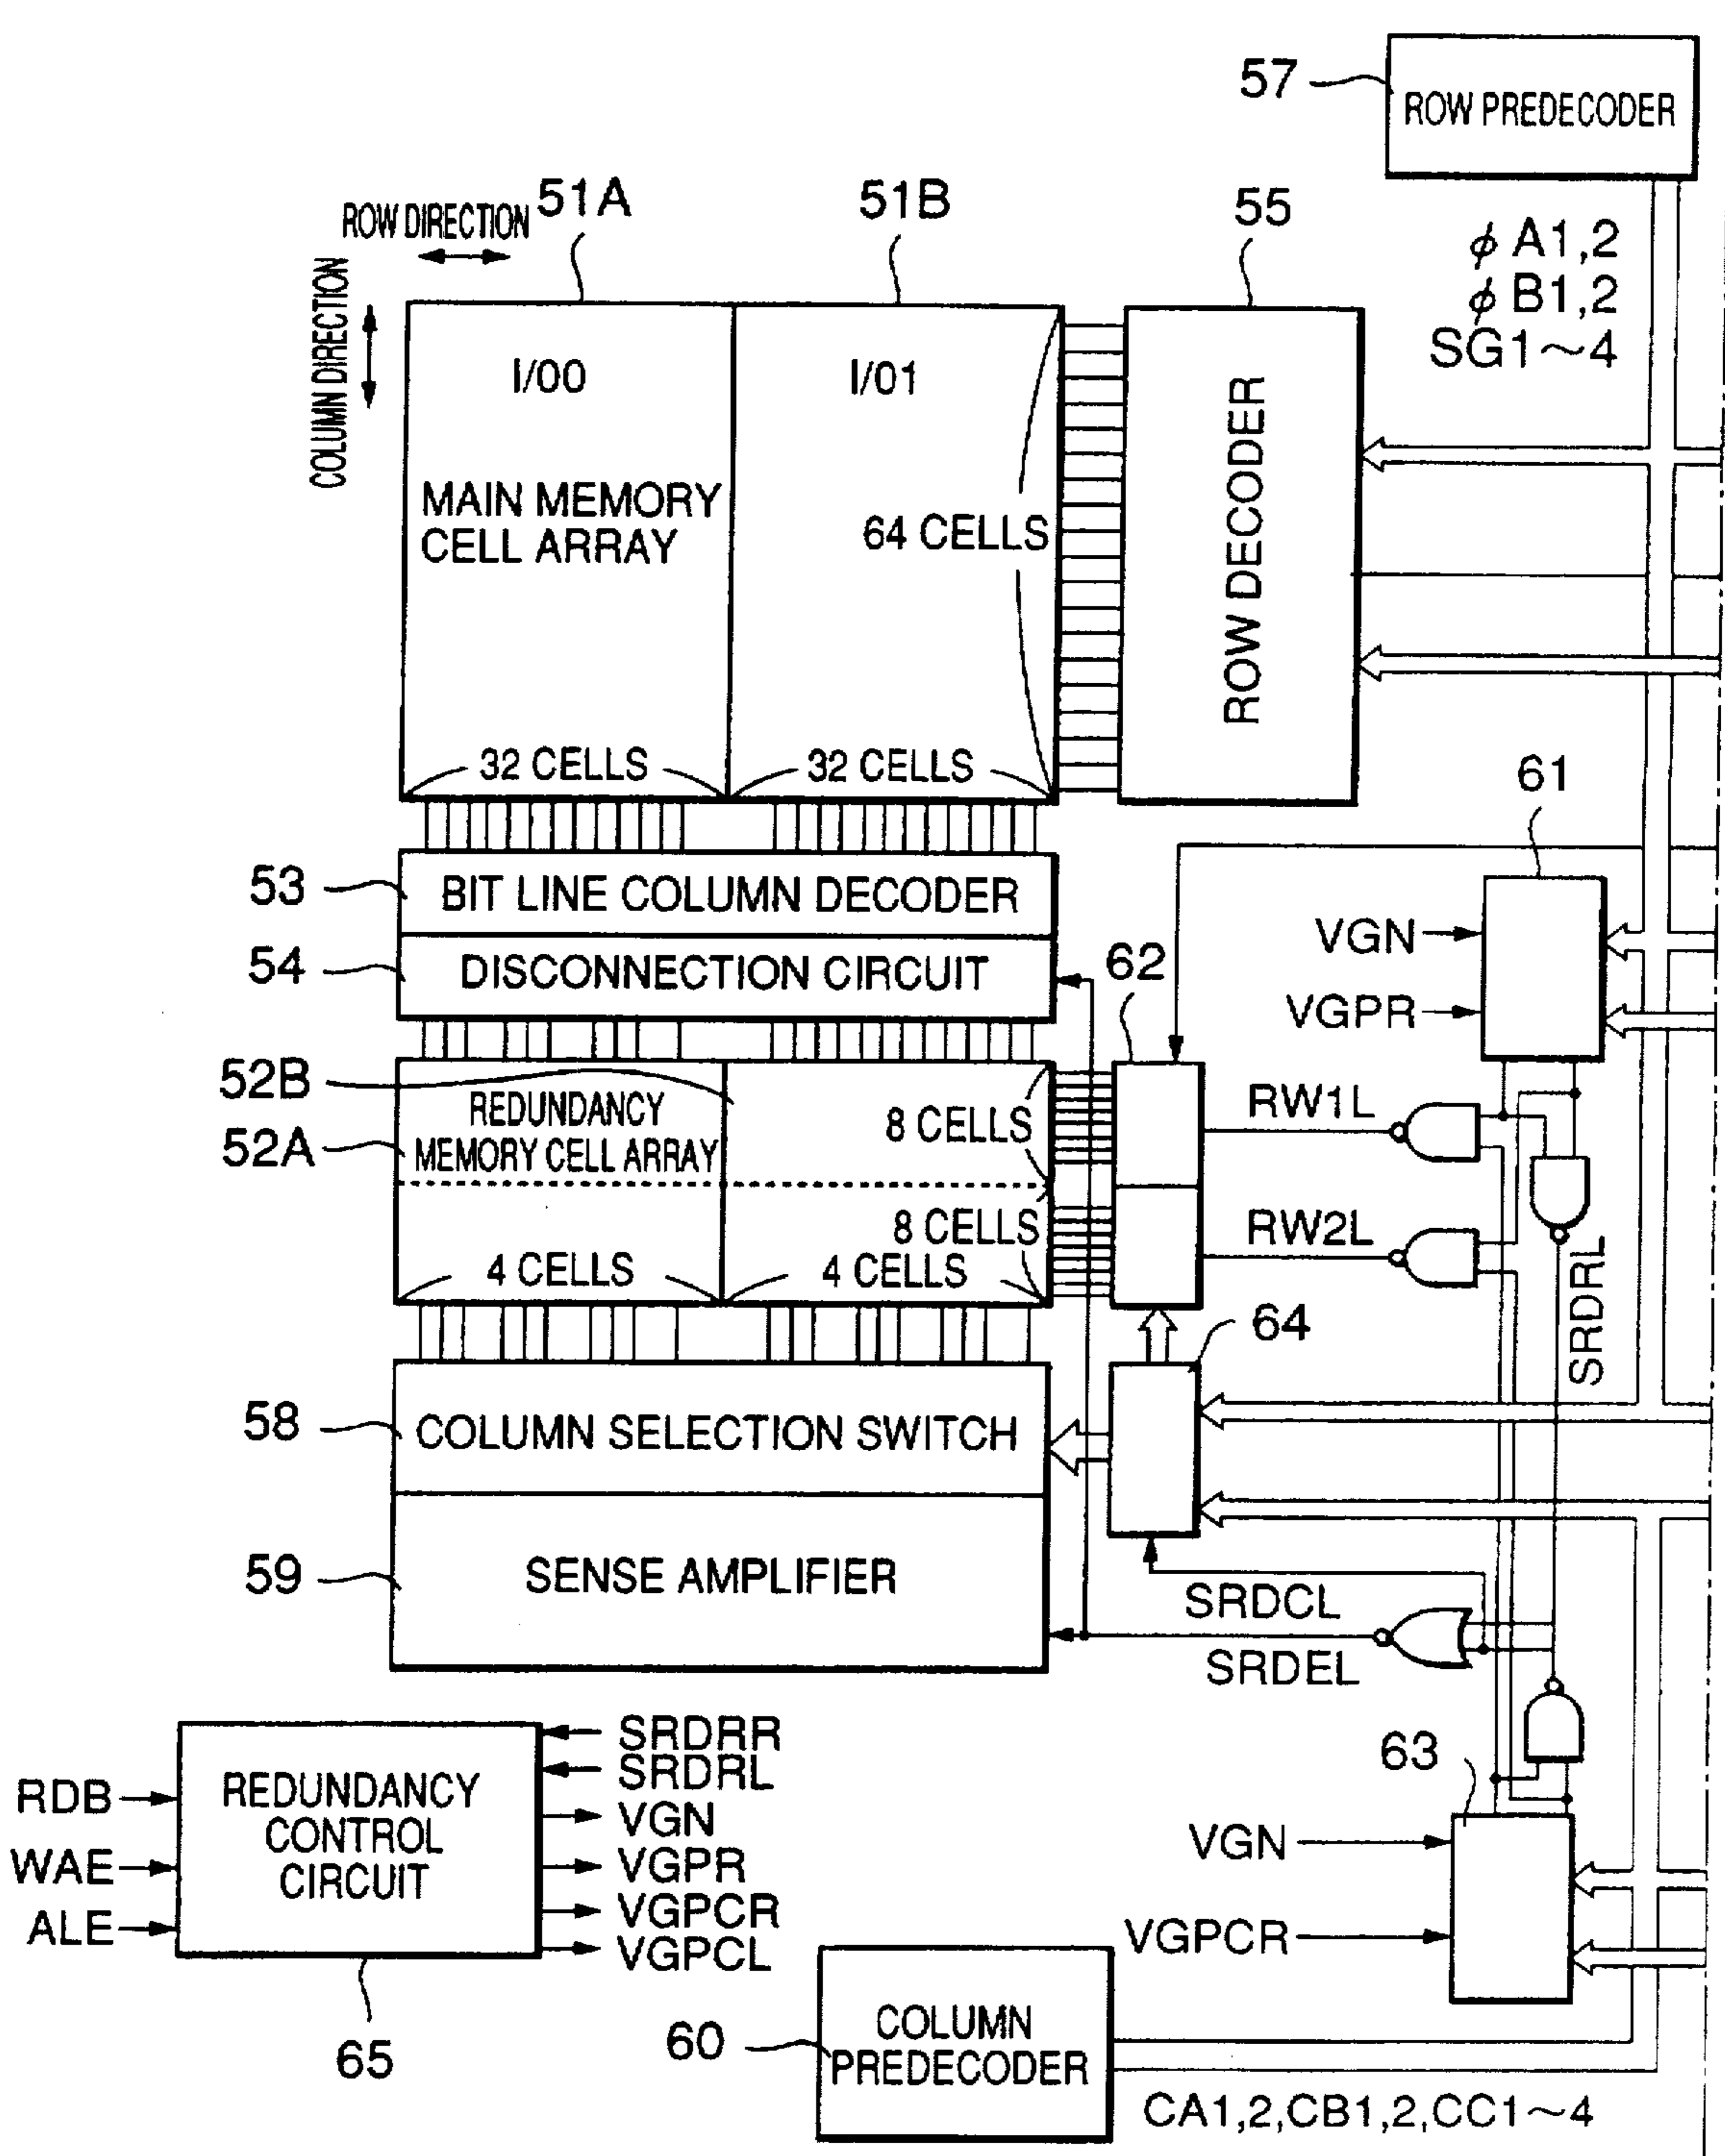 57
ROW PREDECODER
ROW DIRECTION
COLUMN DIRECTION
51A
51B
55
ϕ A1,2
ϕ B1,2
SG1~4
I/00
I/01
MAIN MEMORY
CELL ARRAY
64 CELLS
ROW DECODER
32 CELLS
32 CELLS
61
53
BIT LINE COLUMN DECODER
VGN
54
DISCONNECTION CIRCUIT
62
VGPR
52B
REDUNDANCY
MEMORY CELL ARRAY
52A
8 CELLS
RW1L
8 CELLS
RW2L
4 CELLS
4 CELLS
SRDRL
64
58
COLUMN SELECTION SWITCH
59
SENSE AMPLIFIER
SRDCL
SRDEL
RDB
WAE
ALE
REDUNDANCY
CONTROL
CIRCUIT
SRDRR
SRDRL
VGN
VGPR
VGPCR
VGPCL
65
63
VGN
VGPCR
60
COLUMN
PREDECODER
CA1,2,CB1,2,CC1~4